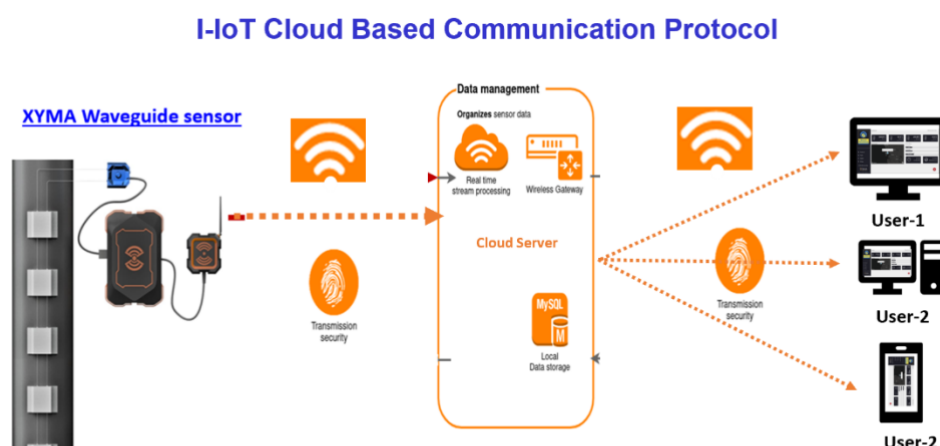 I-IoT Cloud Based Communication Protocol
XYMA Waveguide sensor
Data management
Organizes sensor data
Real time
stream processing
Wireless Gateway
Cloud Server
MySQL
M
Local
Data storage
Transmission
security
Transmission
security
User-1
User-2
User-2